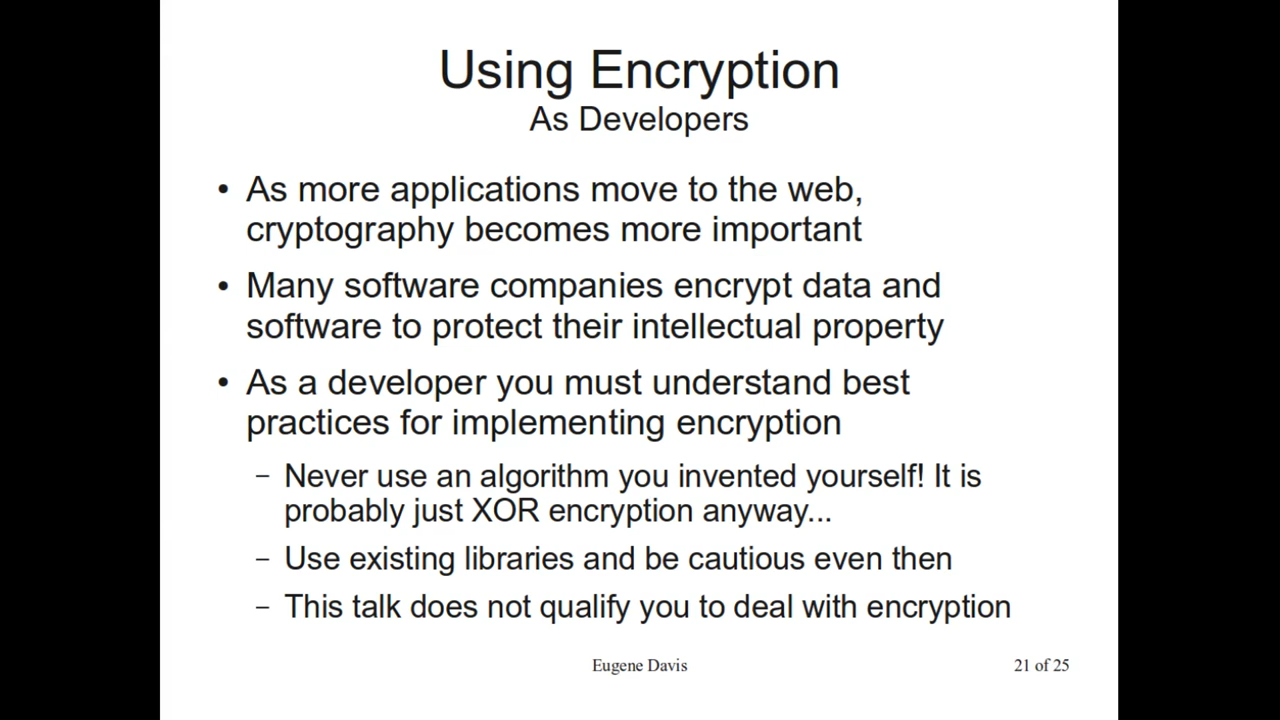 Using Encryption
As Developers
• As more applications move to the web,
cryptography becomes more important
• Many software companies encrypt data and
software to protect their intellectual property
• As a developer you must understand best
practices for implementing encryption
– Never use an algorithm you invented yourself! It is
probably just XOR encryption anyway...
– Use existing libraries and be cautious even then
– This talk does not qualify you to deal with encryption
Eugene Davis
21 of 25